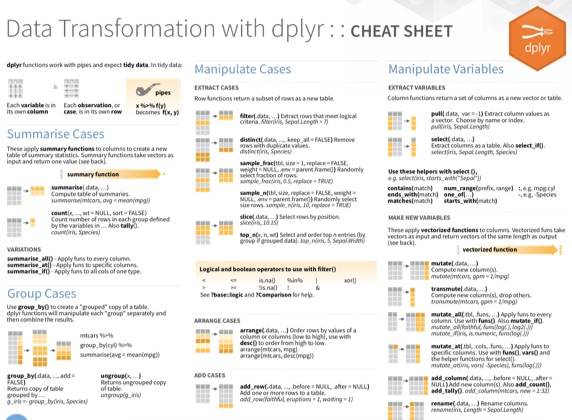 Data Transformation with dplyr : : CHEAT SHEET
dplyr
dplyr functions work with pipes and expect tidy data. In tidy data:
&
pipes
Each variable is in
its own column
Each observation, or
case, is in its own row
x %>% f(y)
becomes f(x, y)
Summarise Cases
These apply summary functions to columns to create a new
table of summary statistics. Summary functions take vectors as
input and return one value (see back).
summary function
summarise(.data, …)
Compute table of summaries.
summarise(mtcars, avg = mean(mpg))
count(x, ..., wt = NULL, sort = FALSE)
Count number of rows in each group defined
by the variables in … Also tally().
count(iris, Species)
VARIATIONS
summarise_all() - Apply funs to every column.
summarise_at() - Apply funs to specific columns.
summarise_if() - Apply funs to all cols of one type.
Group Cases
Use group_by() to create a "grouped" copy of a table.
dplyr functions will manipulate each "group" separately and
then combine the results.
mtcars %>%
group_by(cyl) %>%
summarise(avg = mean(mpg))
group_by(.data, ..., add =
FALSE)
Returns copy of table
grouped by …
g_iris <- group_by(iris, Species)
ungroup(x, …)
Returns ungrouped copy
of table.
ungroup(g_iris)
Manipulate Cases
EXTRACT CASES
Row functions return a subset of rows as a new table.
filter(.data, …) Extract rows that meet logical
criteria. filter(iris, Sepal.Length > 7)
distinct(.data, ..., .keep_all = FALSE) Remove
rows with duplicate values.
distinct(iris, Species)
sample_frac(tbl, size = 1, replace = FALSE,
weight = NULL, .env = parent.frame()) Randomly
select fraction of rows.
sample_frac(iris, 0.5, replace = TRUE)
sample_n(tbl, size, replace = FALSE, weight =
NULL, .env = parent.frame()) Randomly select
size rows. sample_n(iris, 10, replace = TRUE)
slice(.data, …) Select rows by position.
slice(iris, 10:15)
top_n(x, n, wt) Select and order top n entries (by
group if grouped data). top_n(iris, 5, Sepal.Width)
Logical and boolean operators to use with filter()
< <= is.na() %in% | xor()
> >= !is.na() ! &
See ?base::logic and ?Comparison for help.
ARRANGE CASES
arrange(.data, …) Order rows by values of a
column or columns (low to high), use with
desc() to order from high to low.
arrange(mtcars, mpg)
arrange(mtcars, desc(mpg))
ADD CASES
add_row(.data, ..., .before = NULL, .after = NULL)
Add one or more rows to a table.
add_row(faithful, eruptions = 1, waiting = 1)
Manipulate Variables
EXTRACT VARIABLES
Column functions return a set of columns as a new vector or table.
pull(.data, var = -1) Extract column values as
a vector. Choose by name or index.
pull(iris, Sepal.Length)
select(.data, …)
Extract columns as a table. Also select_if().
select(iris, Sepal.Length, Species)
Use these helpers with select (),
e.g. select(iris, starts_with("Sepal"))
contains(match) num_range(prefix, range) :, e.g. mpg:cyl
ends_with(match) one_of(…) -, e.g, -Species
matches(match) starts_with(match)
MAKE NEW VARIABLES
These apply vectorized functions to columns. Vectorized funs take
vectors as input and return vectors of the same length as output
(see back).
vectorized function
mutate(.data, …)
Compute new column(s).
mutate(mtcars, gpm = 1/mpg)
transmute(.data, …)
Compute new column(s), drop others.
transmute(mtcars, gpm = 1/mpg)
mutate_all(.tbl, .funs, …) Apply funs to every
column. Use with funs(). Also mutate_if().
mutate_all(faithful, funs(log(.), log2(.)))
mutate_if(iris, is.numeric, funs(log(.)))
mutate_at(.tbl, .cols, .funs, …) Apply funs to
specific columns. Use with funs(), vars() and
the helper functions for select().
mutate_at(iris, vars( -Species), funs(log(.)))
add_column(.data, ..., .before = NULL, .after =
NULL) Add new column(s). Also add_count(),
add_tally(). add_column(mtcars, new = 1:32)
rename(.data, …) Rename columns.
rename(iris, Length = Sepal.Length)